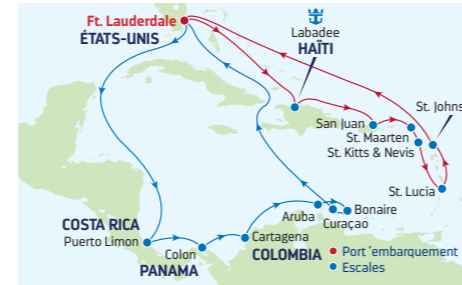 Ft. Lauderdale
ÉTATS-UNIS
Labadee
HAÏTI
San Juan
St. Johns
St. Maarten
St. Kitts & Nevis
St. Lucia
Aruba
Bonaire
Curaçao
COSTA RICA
Puerto Limon
Cartagena
Colon
COLOMBIA
PANAMA
Port 'embarquement
Escales